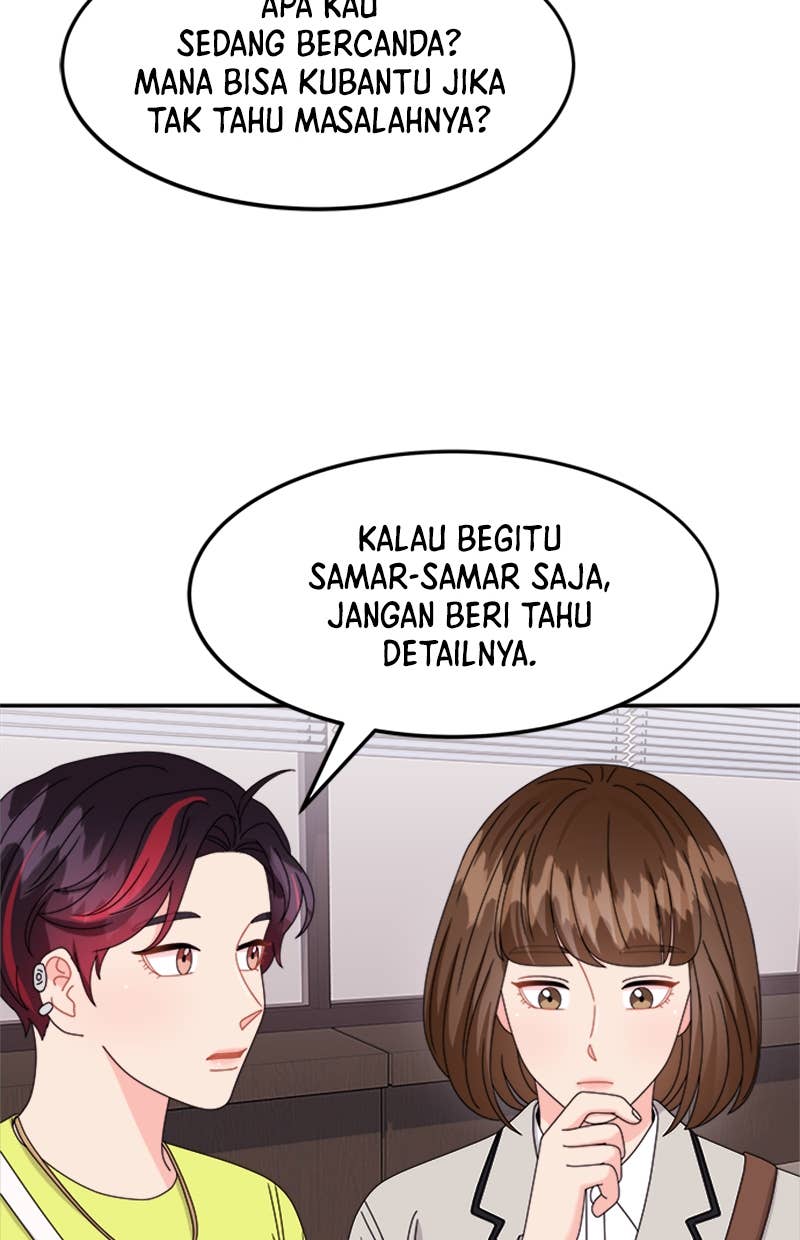 APA KAU
SEDANG BERCANDA?
MANA BISA KUBANTU JIKA
TAK TAHU MASALAHNYA?
KALAU BEGITU
SAMAR-SAMAR SAJA,
JANGAN BERI TAHU
DETAILNYA.